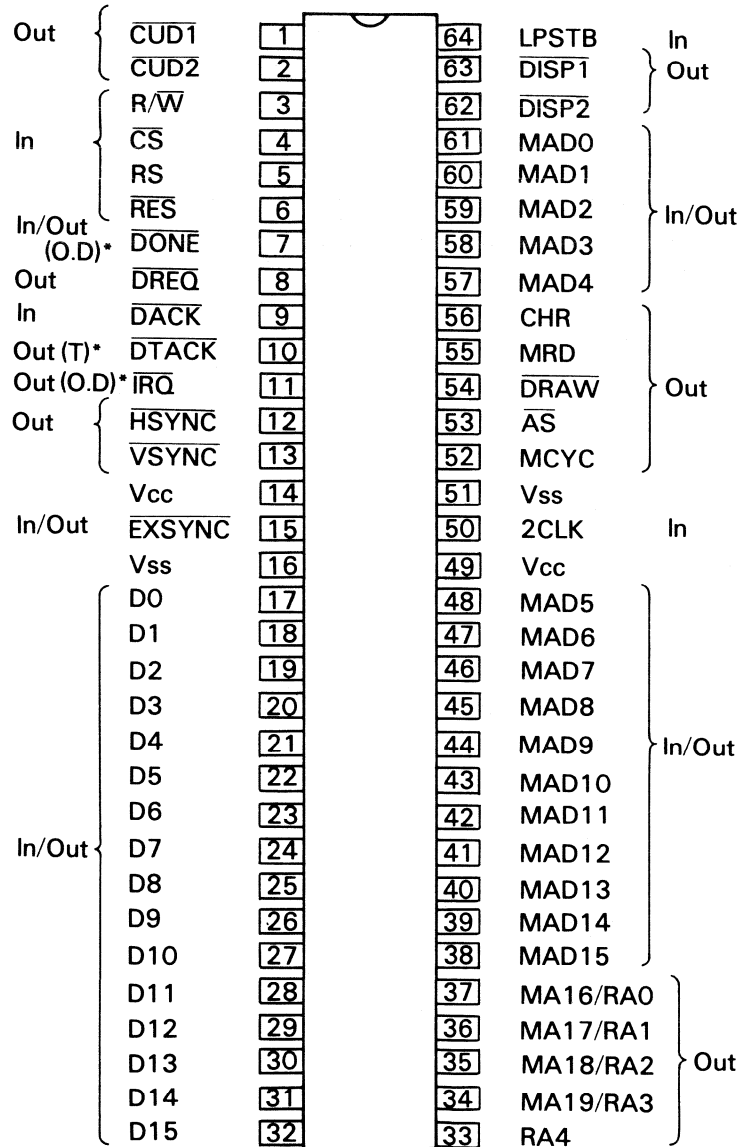 Out CUD1 1 64 LPSTB In
CUD2 2 63 DISP1 Out
R/W 3 62 DISP2
In CS 4 61 MAD0
RS 5 60 MAD1
RES 6 59 MAD2 In/Out
In/Out
(O.D)* DONE 7 58 MAD3
Out DREQ 8 57 MAD4
In DACK 9 56 CHR
Out (T)* DTACK 10 55 MRD
Out (O.D)* IRQ 11 54 DRAW Out
Out HSYNC 12 53 AS
VSYNC 13 52 MCYC
Vcc 14 51 Vss
In/Out EXSYNC 15 50 2CLK In
Vss 16 49 Vcc
D0 17 48 MAD5
D1 18 47 MAD6
D2 19 46 MAD7
D3 20 45 MAD8
D4 21 44 MAD9 In/Out
D5 22 43 MAD10
D6 23 42 MAD11
In/Out D7 24 41 MAD12
D8 25 40 MAD13
D9 26 39 MAD14
D10 27 38 MAD15
D11 28 37 MA16/RA0
D12 29 36 MA17/RA1
D13 30 35 MA18/RA2 Out
D14 31 34 MA19/RA3
D15 32 33 RA4